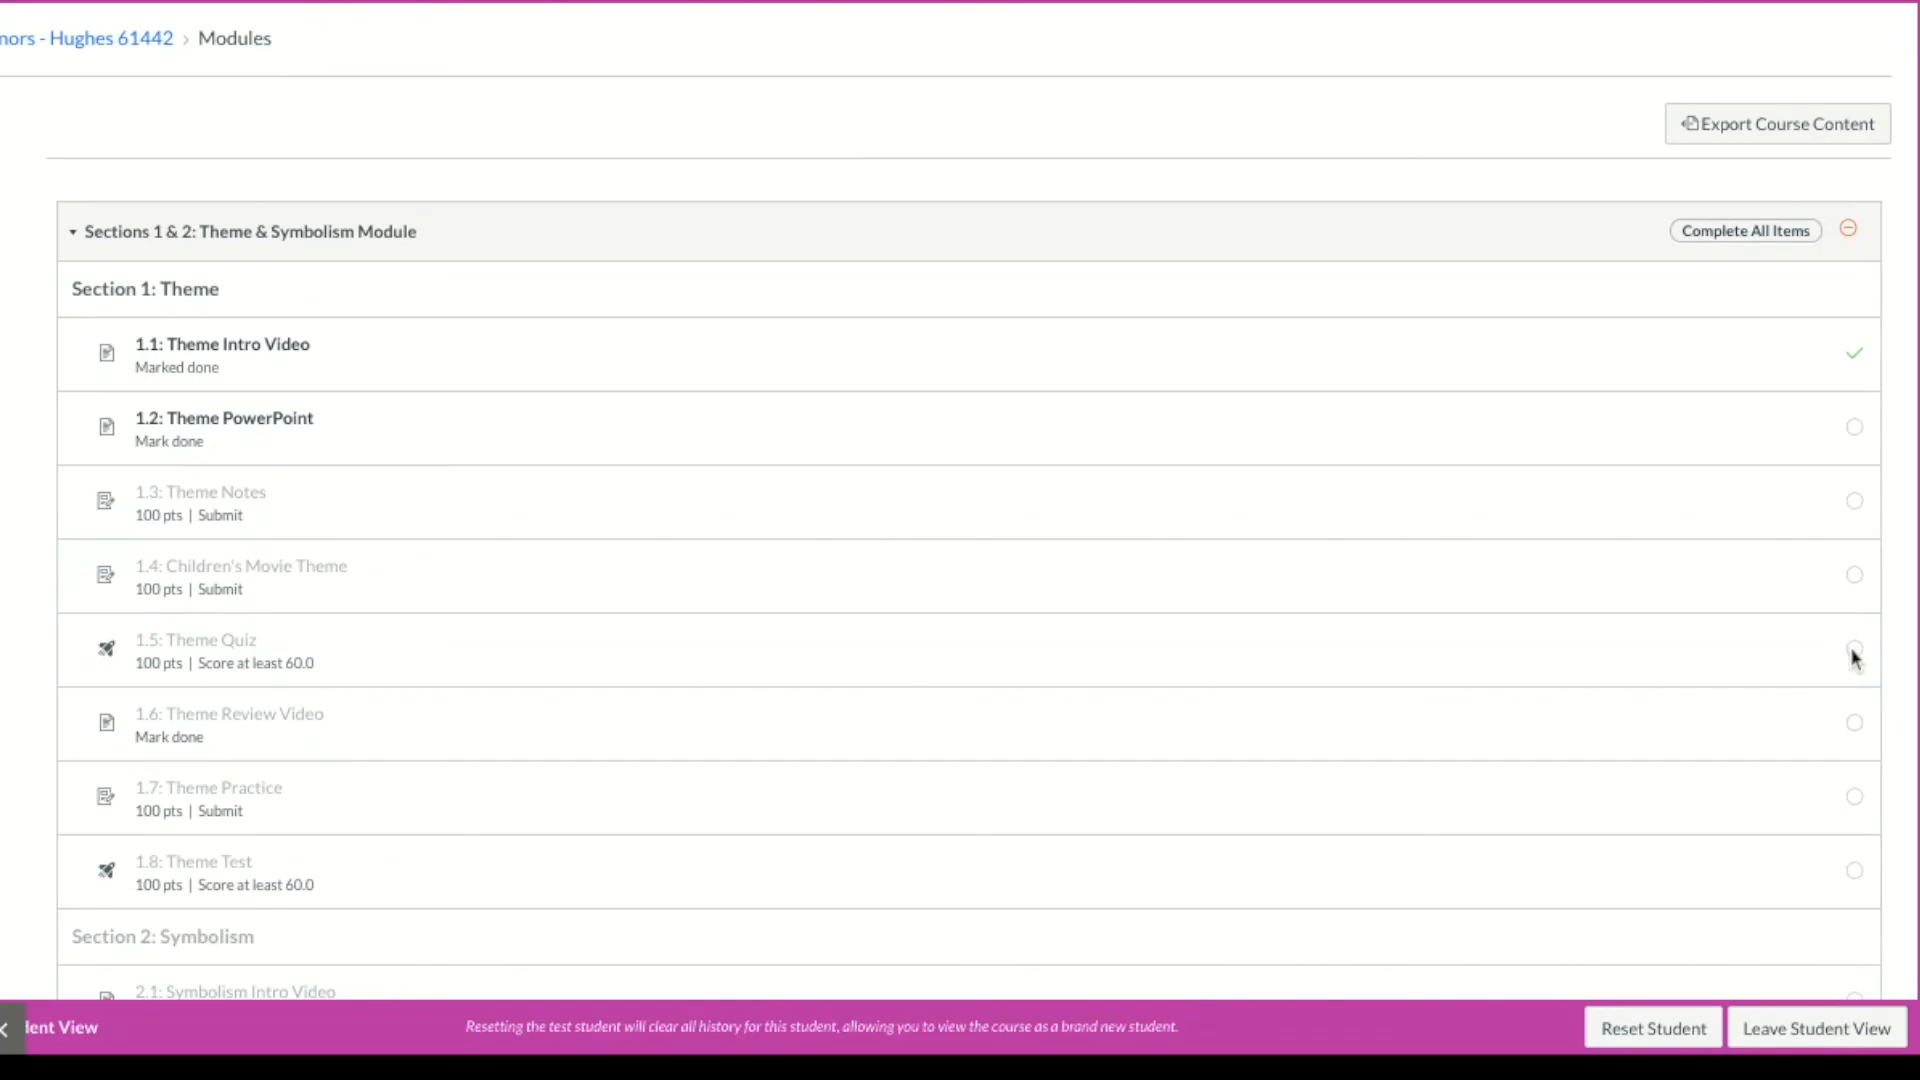 nors - Hughes 61442 › Modules
Export Course Content
Sections 1 & 2: Theme & Symbolism Module
Complete All Items
Section 1: Theme
1.1: Theme Intro Video
Marked done
1.2: Theme PowerPoint
Mark done
1.3: Theme Notes
100 pts | Submit
1.4: Children's Movie Theme
100 pts | Submit
1.5: Theme Quiz
100 pts | Score at least 60.0
1.6: Theme Review Video
Mark done
1.7: Theme Practice
100 pts | Submit
1.8: Theme Test
100 pts | Score at least 60.0
Section 2: Symbolism
2.1: Symbolism Intro Video
dent View
Resetting the test student will clear all history for this student, allowing you to view the course as a brand new student.
Reset Student
Leave Student View